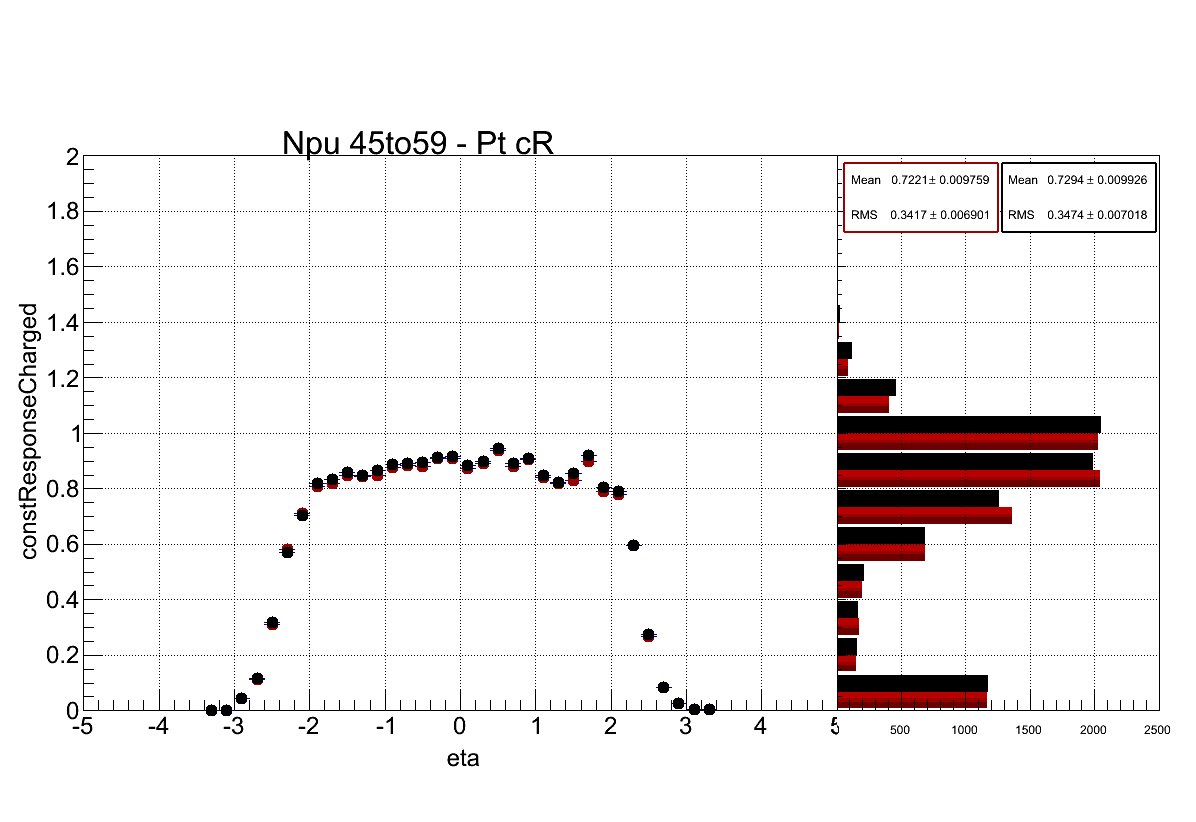 Npu 45to59 - Pt cR
2
1.8
1.6
1.4
1.2
1
0.8
0.6
0.4
0.2
0
constResponseCharged
-5 -4 -3 -2 -1 0 1 2 3 4
eta
Mean 0.7221 ± 0.009759
RMS 0.3417 ± 0.006901
Mean 0.7294 ± 0.009926
RMS 0.3474 ± 0.007018
500 1000 1500 2000 2500